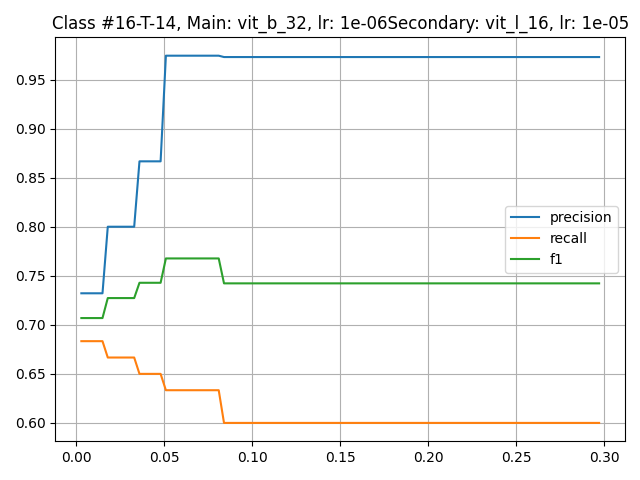 Class #16-T-14, Main: vit_b_32, lr: 1e-06Secondary: vit_l_16, lr: 1e-05
0.95
0.90
0.85
0.80
0.75
0.70
0.65
0.60
precision
recall
f1
0.00 0.05 0.10 0.15 0.20 0.25 0.30